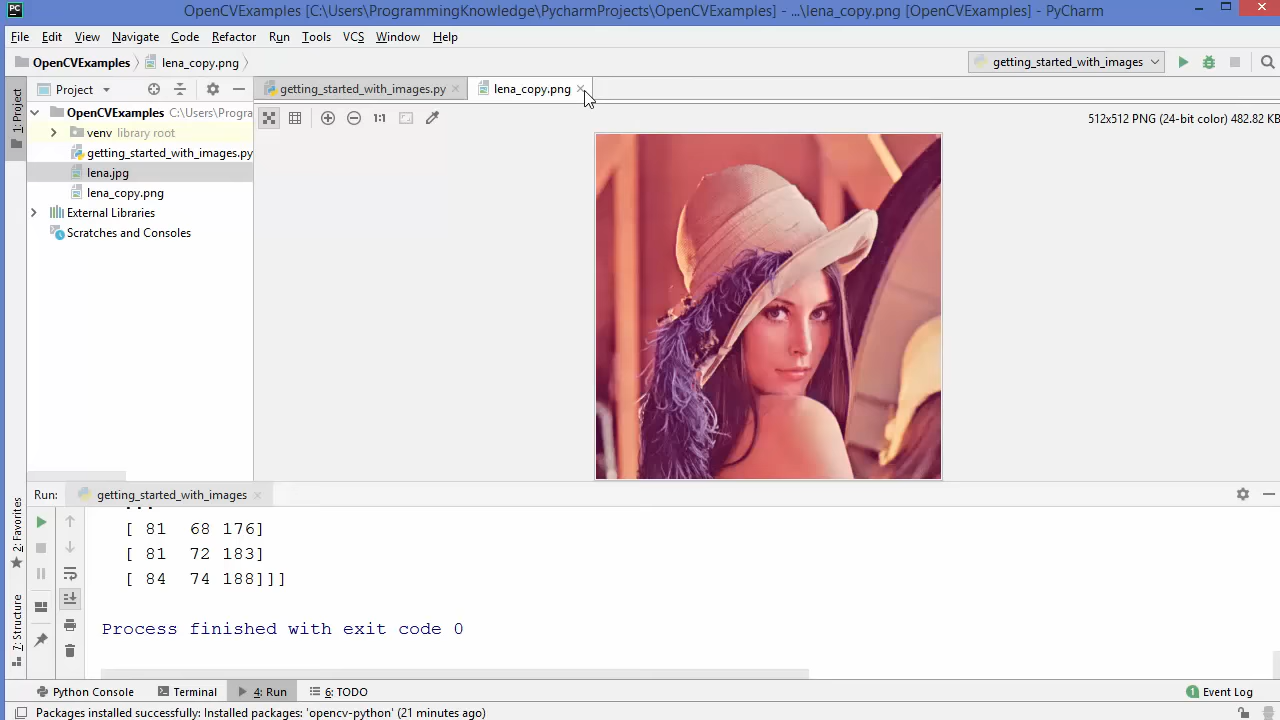 PC OpenCVExamples [C:\Users\ProgrammingKnowledge\PycharmProjects\OpenCVExamples] - ...\lena_copy.png [OpenCVExamples] - PyCharm
File Edit View Navigate Code Refactor Run Tools VCS Window Help
OpenCVExamples lena_copy.png getting_started_with_images
1: Project Project getting_started_with_images.py lena_copy.png
OpenCVExamples C:\Users\Progra
1:1 512x512 PNG (24-bit color) 482.82 KB
venv library root
getting_started_with_images.py
lena.jpg
lena_copy.png
External Libraries
Scratches and Consoles
Run: getting_started_with_images
2: Favorites
7: Structure
...
[ 81 68 176]
[ 81 72 183]
[ 84 74 188]]]
Process finished with exit code 0
Python Console Terminal 4: Run 6: TODO 1 Event Log
Packages installed successfully: Installed packages: 'opencv-python' (21 minutes ago)